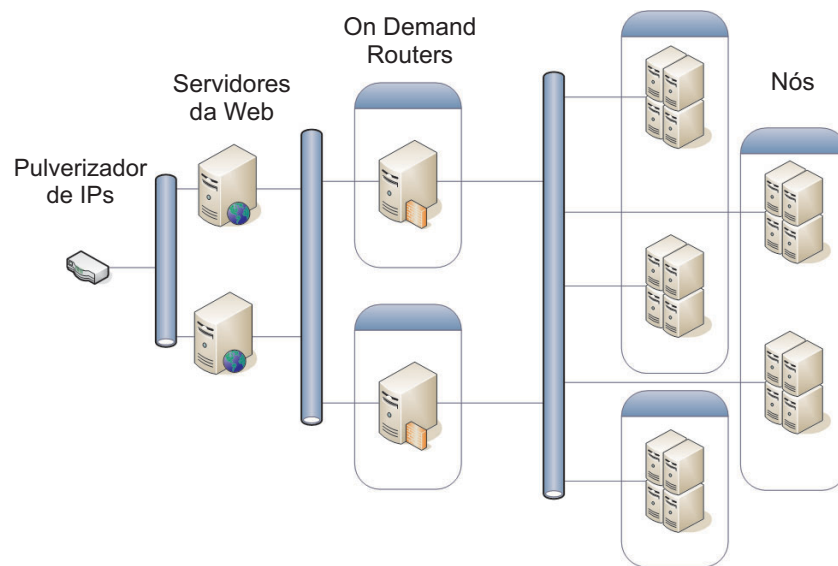 Pulverizador
de IPs
Servidores
da Web
On Demand
Routers
Nós